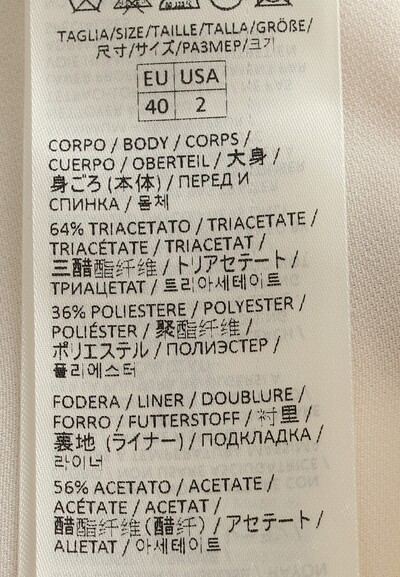 TAGLIA/SIZE/TAILLE/TALLA/GRÖßE/
尺寸/サイズ/РАЗМЕР/크기
EU USA
40 2
CORPO / BODY / CORPS /
CUERPO / OBERTEIL / 大身 /
身ごろ (本体) / ПЕРЕД И
СПИНКА / 몸체
64% TRIACETATO / TRIACETATE /
TRIACÉTATE / TRIACETAT /
三醋酯纤维 / トリアセテート /
ТРИАЦЕТАТ / 트리아세테이트
36% POLIESTERE / POLYESTER /
POLIÉSTER / 聚酯纤维 /
ポリエステル / ПОЛИЭСТЕР /
폴리에스터
FODERA / LINER / DOUBLURE /
FORRO / FUTTERSTOFF / 衬里 /
裏地 (ライナー) / ПОДКЛАДКА /
라이너
56% ACETATO / ACETATE /
ACÉTATE / ACETAT /
醋酯纤维(醋纤) / アセテート /
АЦЕТАТ / 아세테이트